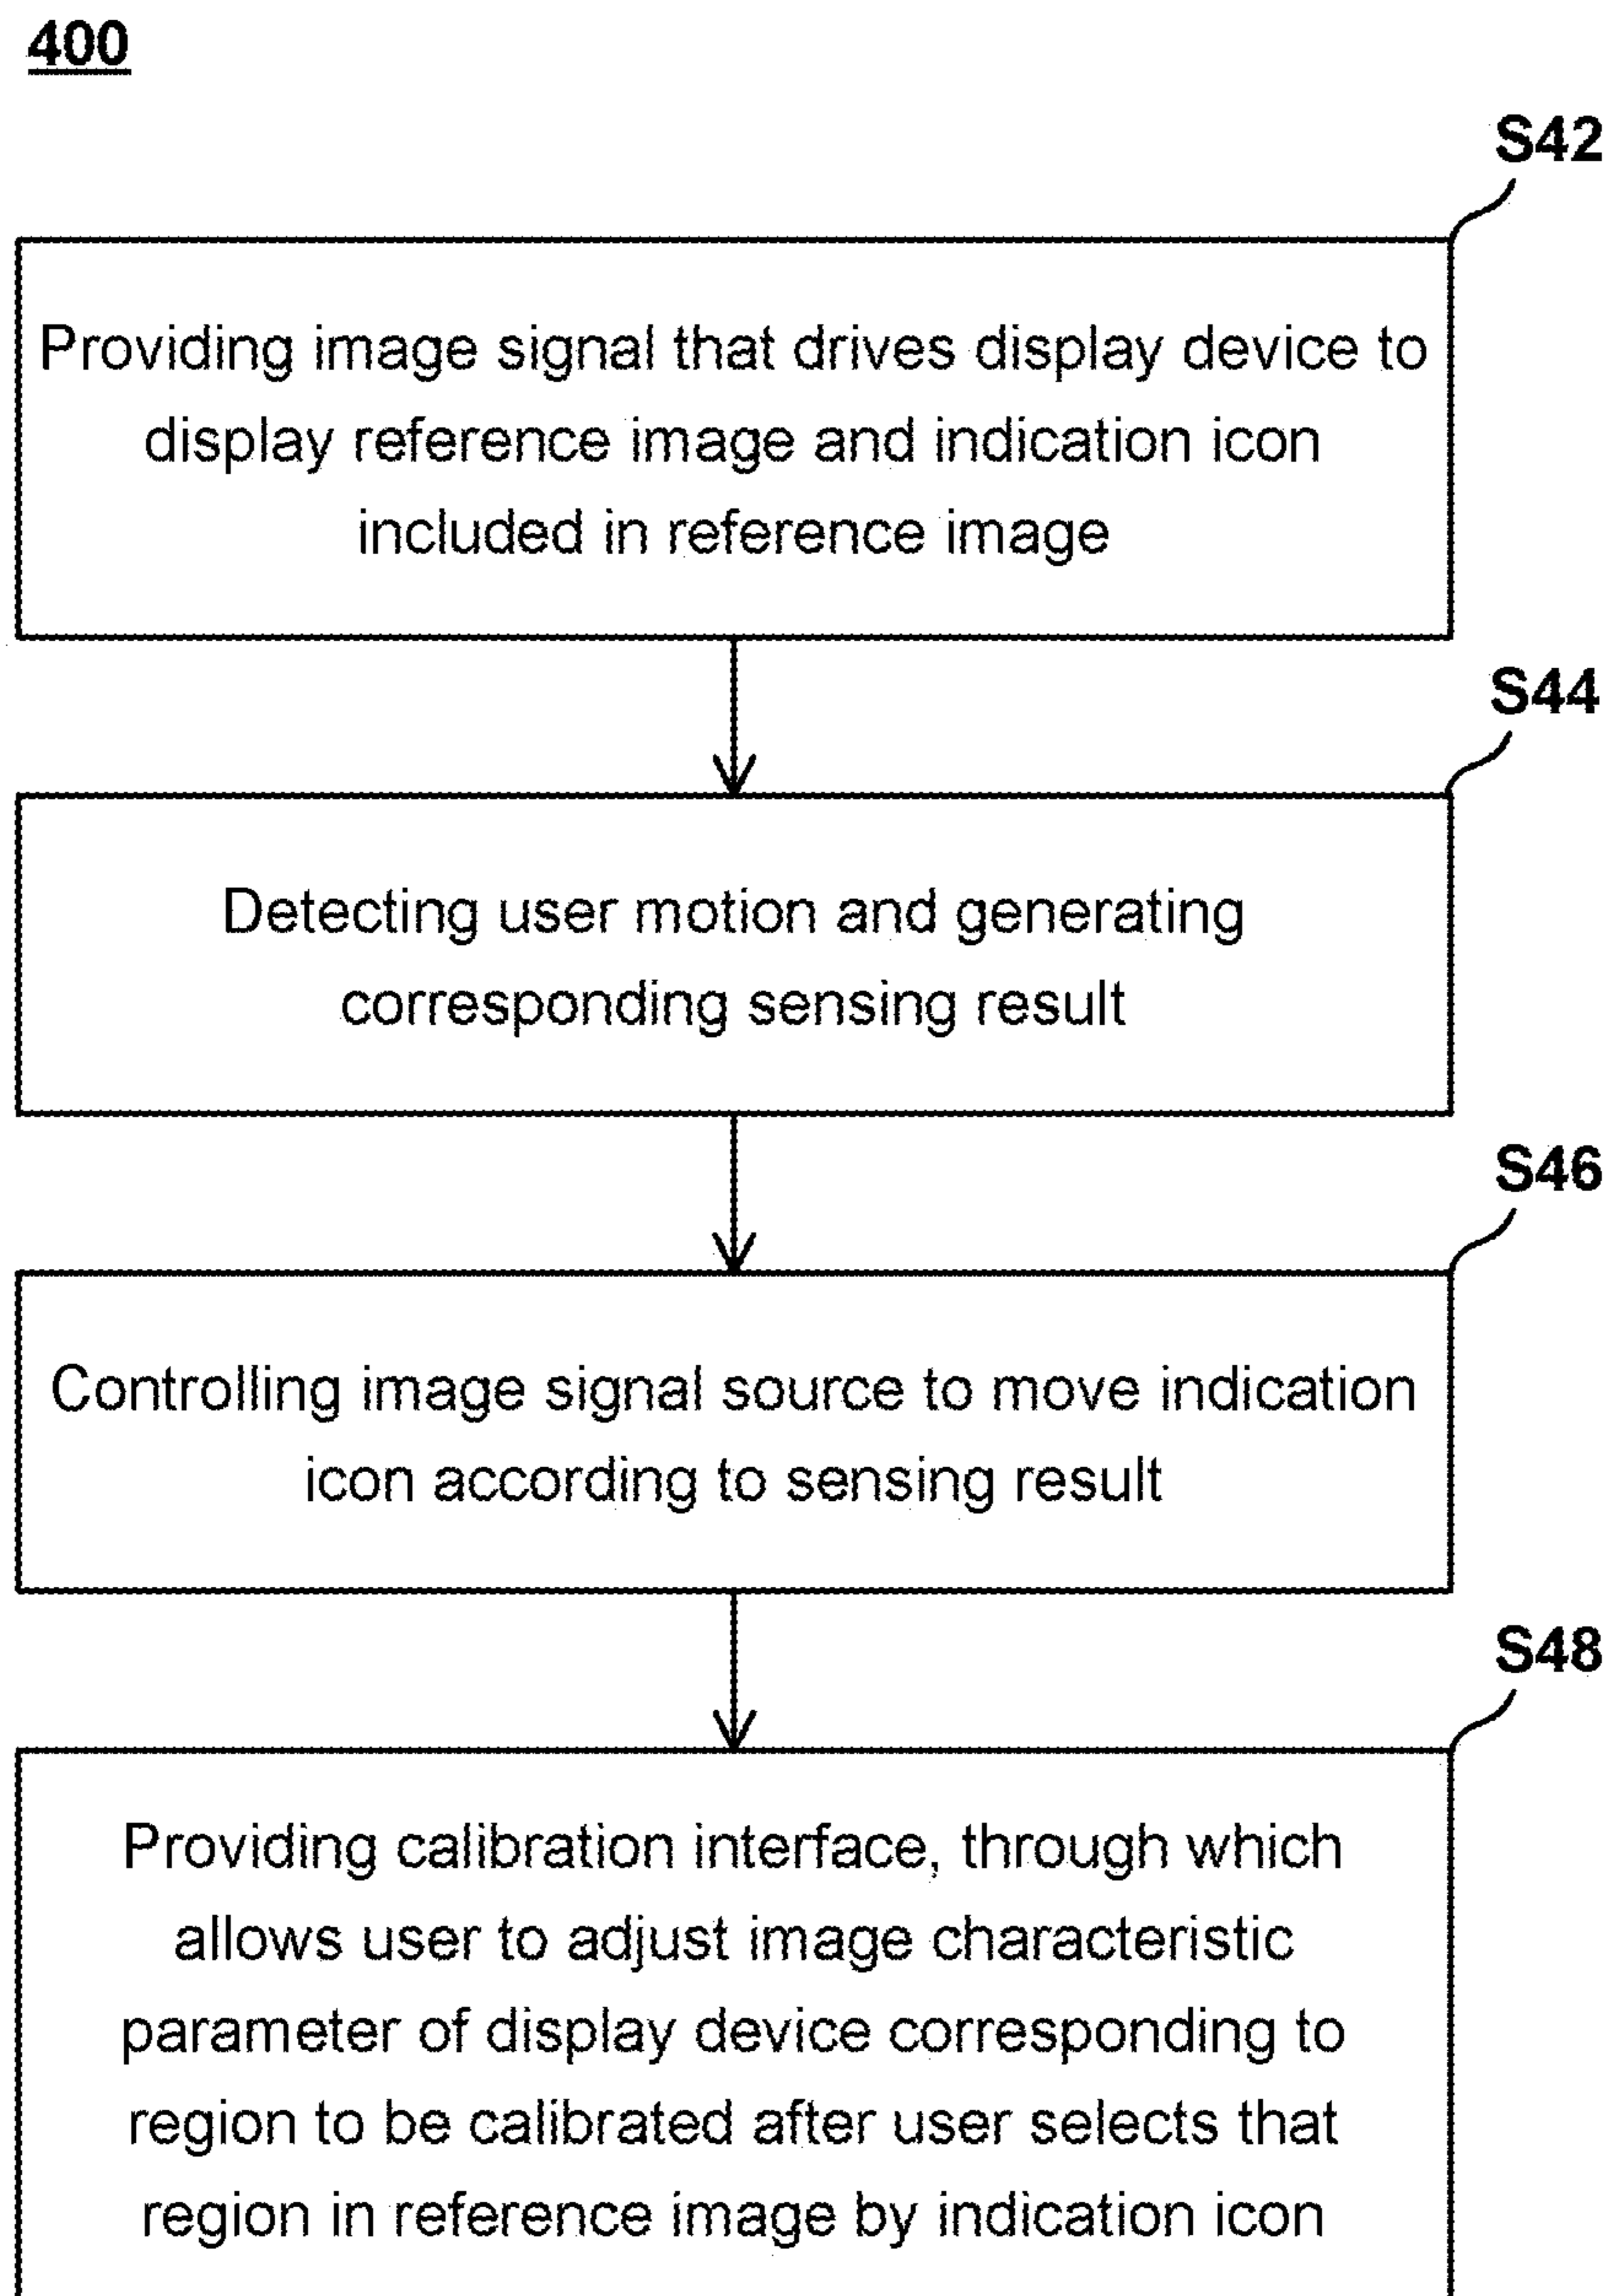 400
S42
Providing image signal that drives display device to
display reference image and indication icon
included in reference image
S44
Detecting user motion and generating
corresponding sensing result
S46
Controlling image signal source to move indication
icon according to sensing result
S48
Providing calibration interface, through which
allows user to adjust image characteristic
parameter of display device corresponding to
region to be calibrated after user selects that
region in reference image by indication icon